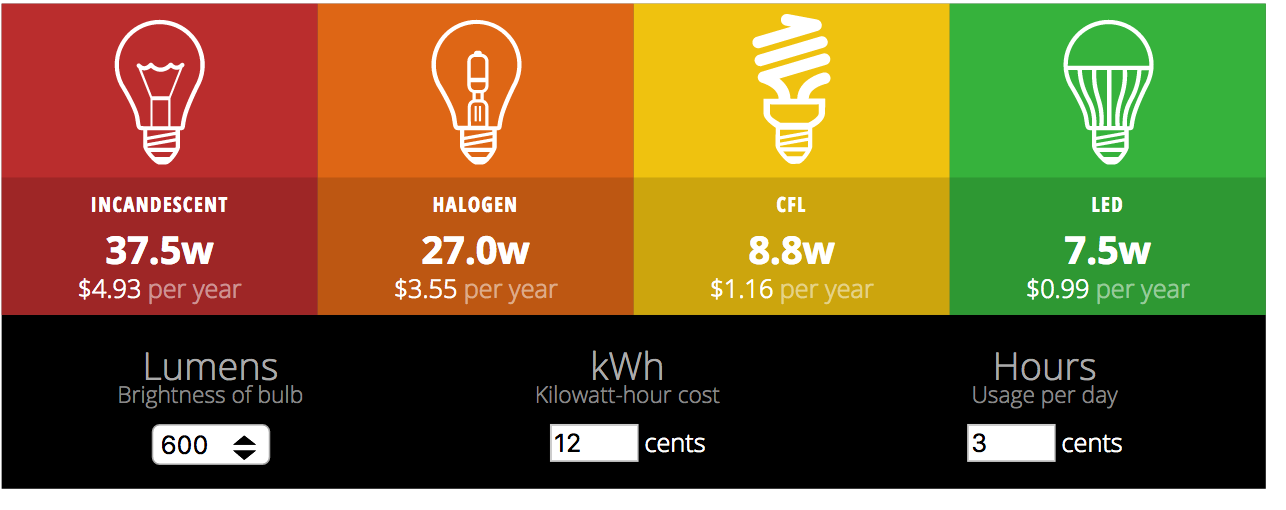 INCANDESCENT
37.5w
$4.93 per year
HALOGEN
27.0w
$3.55 per year
CFL
8.8w
$1.16 per year
LED
7.5w
$0.99 per year
Lumens
Brightness of bulb
600
kWh
Kilowatt-hour cost
12 cents
Hours
Usage per day
3 cents